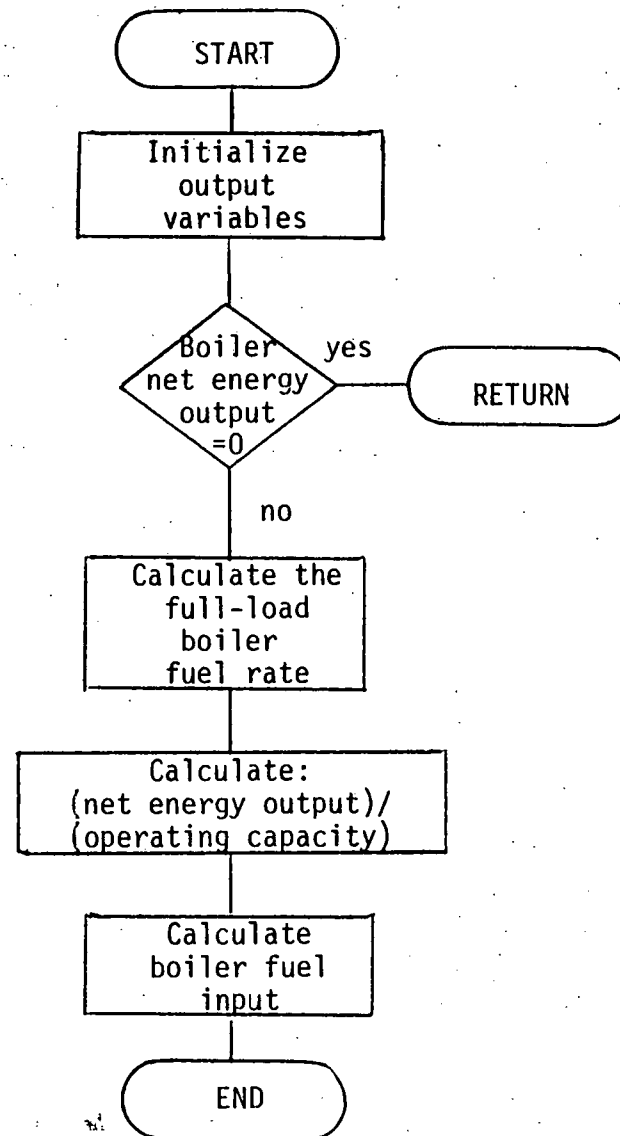 START
Initialize
output
variables
Boiler
net energy
output
=0
yes
RETURN
no
Calculate the
full-load
boiler
fuel rate
Calculate:
(net energy output)/
(operating capacity)
Calculate
boiler fuel
input
END